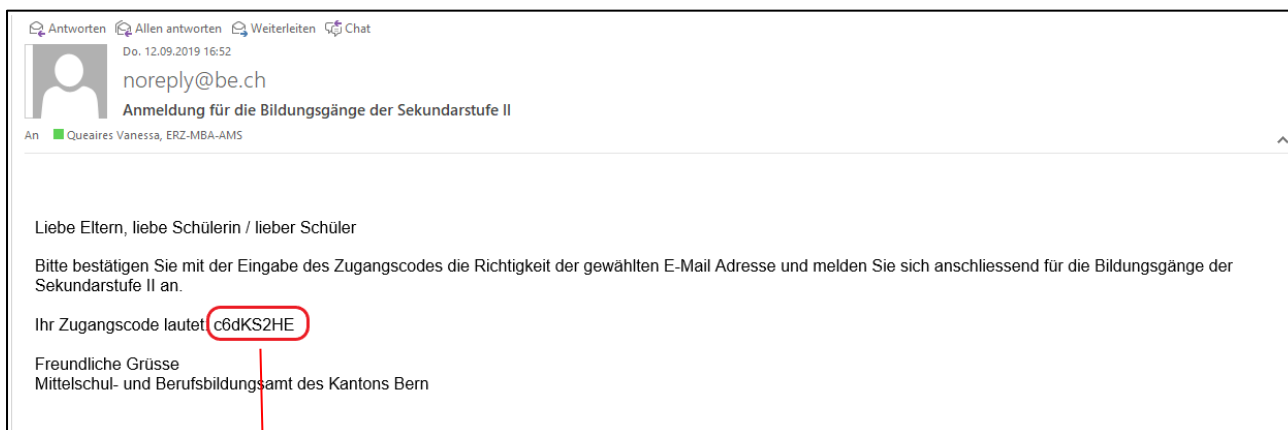 Antworten Allen antworten Weiterleiten Chat
Do. 12.09.2019 16:52
noreply@be.ch
Anmeldung für die Bildungsgänge der Sekundarstufe II
An Queaires Vanessa, ERZ-MBA-AMS
Liebe Eltern, liebe Schülerin / lieber Schüler
Bitte bestätigen Sie mit der Eingabe des Zugangscodes die Richtigkeit der gewählten E-Mail Adresse und melden Sie sich anschliessend für die Bildungsgänge der
Sekundarstufe II an.
Ihr Zugangscode lautet: c6dKS2HE
Freundliche Grüsse
Mittelschul- und Berufsbildungsamt des Kantons Bern